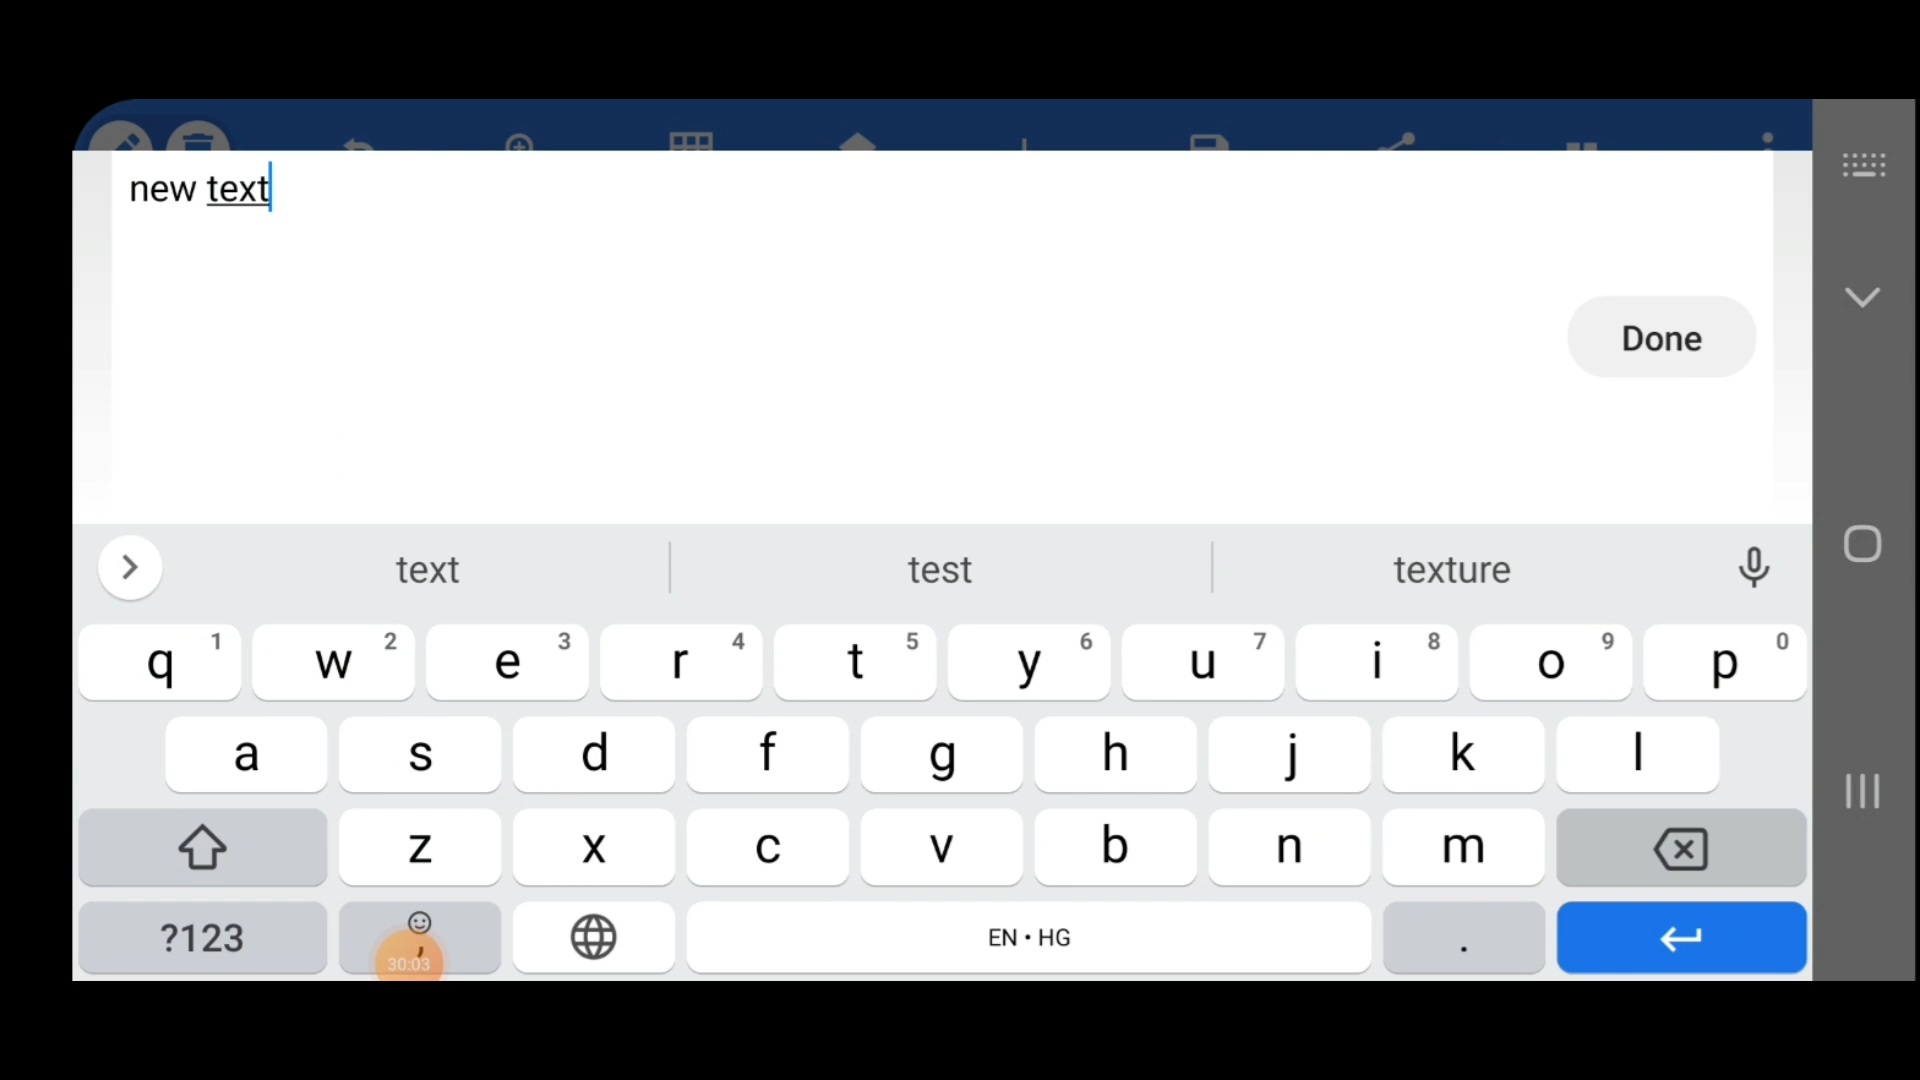 new text
Done
text test texture
q 1 w 2 e 3 r 4 t 5 y 6 u 7 i 8 o 9 p 0
a s d f g h j k l
z x c v b n m
?123 , EN • HG .
30:03